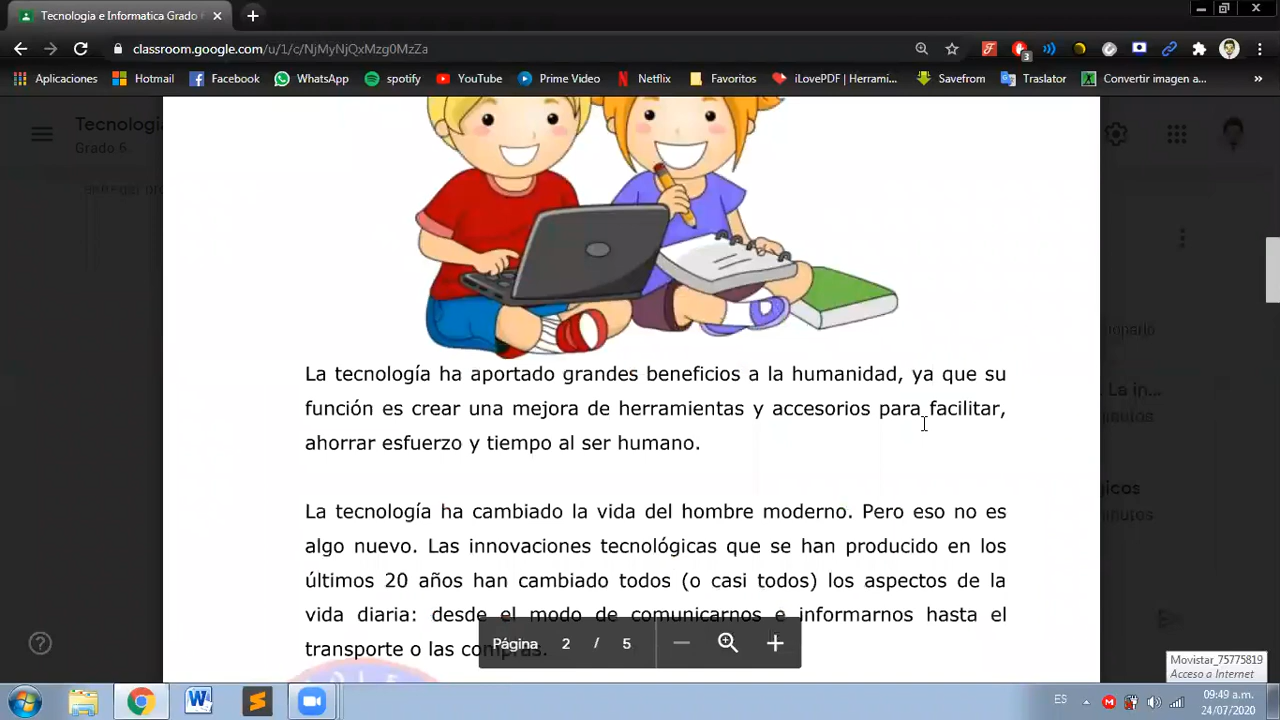 Tecnologia e Informatica Grado
classroom.google.com/u/1/c/NjMyNjQxMzg0MzZa
3
Aplicaciones Hotmail Facebook WhatsApp spotify YouTube Prime Video Netflix Favoritos iLovePDF | Herrami... Savefrom Traslator Convertir imagen a... »
Tecnologia
Grado 6.
La tecnología ha aportado grandes beneficios a la humanidad, ya que su
función es crear una mejora de herramientas y accesorios para facilitar,
ahorrar esfuerzo y tiempo al ser humano.
La tecnología ha cambiado la vida del hombre moderno. Pero eso no es
algo nuevo. Las innovaciones tecnológicas que se han producido en los
últimos 20 años han cambiado todos (o casi todos) los aspectos de la
vida diaria: desde el modo de comunicarnos e informarnos hasta el
transporte o las compras.
La in...
Página 2 / 5
Movistar_75775819
Acceso a Internet
ES
09:49 a.m.
24/07/2020